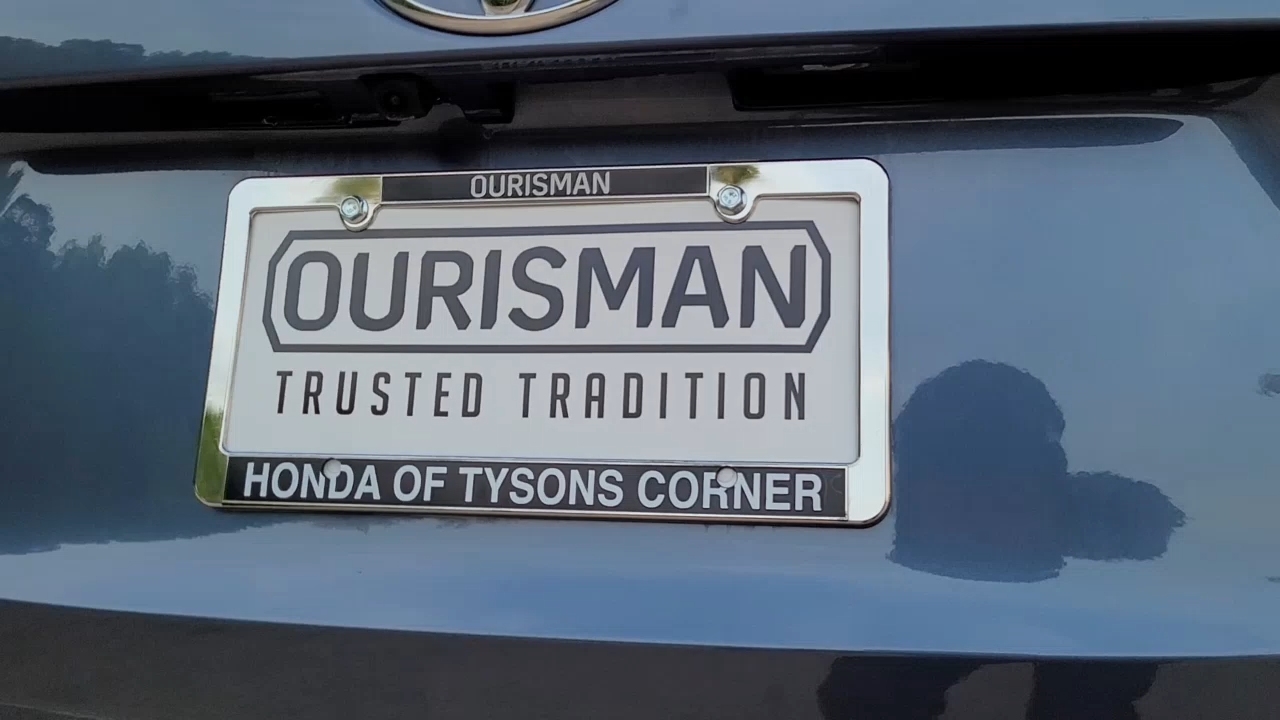 OURISMAN
OURISMAN
TRUSTED TRADITION
HONDA OF TYSONS CORNER